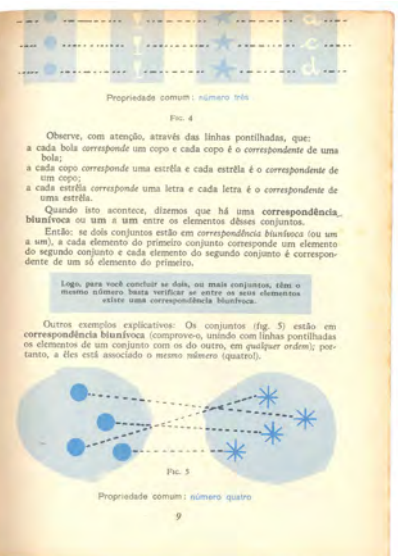 a
c
d
Propriedade comum: número três
FIG. 4
Observe, com atenção, através das linhas pontilhadas, que:
a cada bola corresponde um copo e cada copo é o correspondente de uma
bola;
a cada copo corresponde uma estrêla e cada estrêla é o correspondente de
um copo;
a cada estrêla corresponde uma letra e cada letra é o correspondente de
uma estrêla.
Quando isto acontece, dizemos que há uma correspondência
biunívoca ou um a um entre os elementos dêsses conjuntos.
Então: se dois conjuntos estão em correspondência biunívoca (ou um
a um), a cada elemento do primeiro conjunto corresponde um elemento
do segundo conjunto e cada elemento do segundo conjunto é correspon-
dente de um só elemento do primeiro.
Logo, para você concluir se dois, ou mais conjuntos, têm o
mesmo número basta verificar se entre os seus elementos
existe uma correspondência biunívoca.
Outros exemplos explicativos: Os conjuntos (fig. 5) estão em
correspondência biunívoca (comprove-o, unindo com linhas pontilhadas
os elementos de um conjunto com os do outro, em qualquer ordem); por-
tanto, a êles está associado o mesmo número (quatro!).
FIG. 5
Propriedade comum: número quatro
9